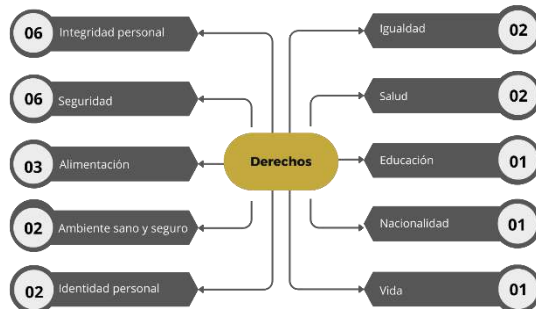 06 Integridad personal
06 Seguridad
03 Alimentación
02 Ambiente sano y seguro
02 Identidad personal
Derechos
Igualdad 02
Salud 02
Educación 01
Nacionalidad 01
Vida 01